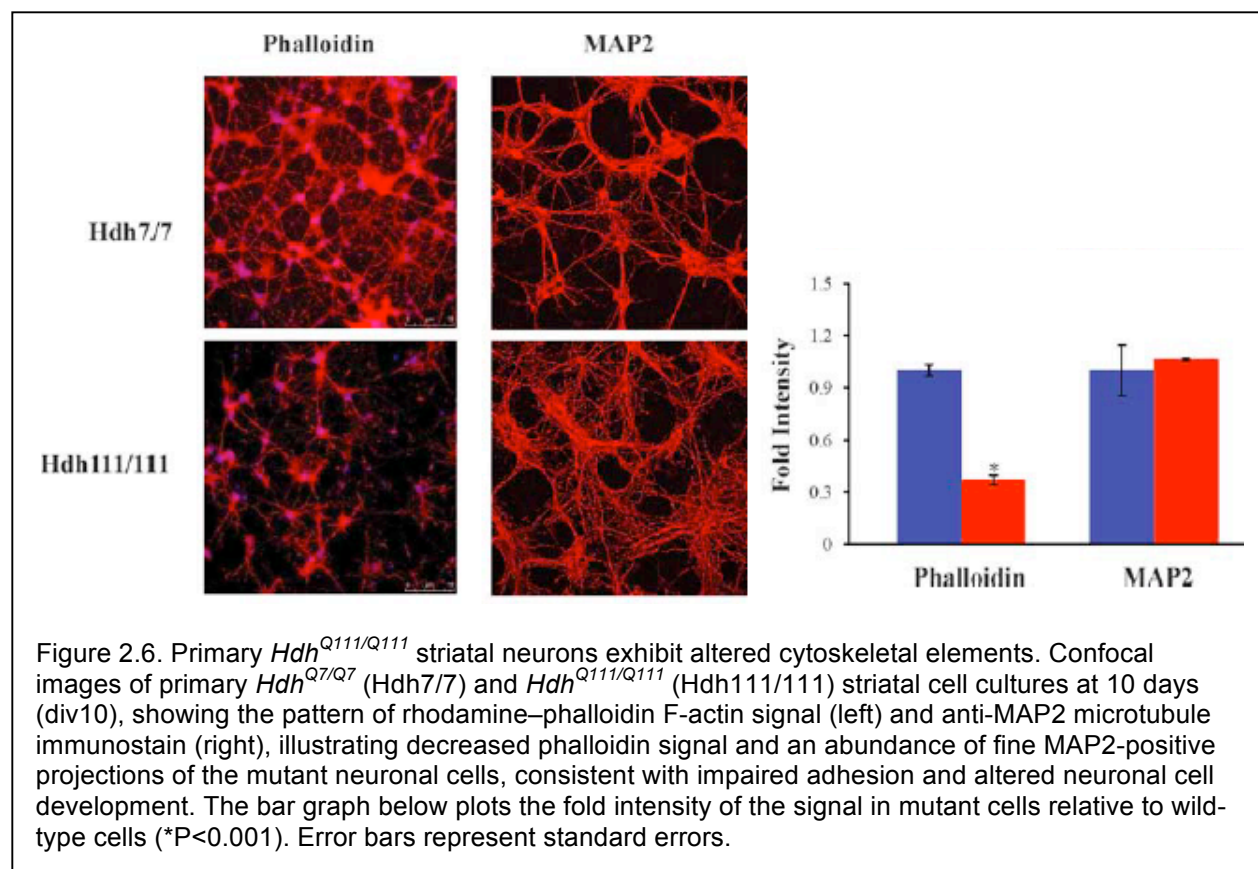 Phalloidin MAP2
Hdh7/7
Hdh111/111
Fold Intensity
1.5
1.2
0.9
0.6
0.3
0
*
Phalloidin MAP2
Figure 2.6. Primary Hdh^Q111/Q111 striatal neurons exhibit altered cytoskeletal elements. Confocal
images of primary Hdh^Q7/Q7 (Hdh7/7) and Hdh^Q111/Q111 (Hdh111/111) striatal cell cultures at 10 days
(div10), showing the pattern of rhodamine–phalloidin F-actin signal (left) and anti-MAP2 microtubule
immunostain (right), illustrating decreased phalloidin signal and an abundance of fine MAP2-positive
projections of the mutant neuronal cells, consistent with impaired adhesion and altered neuronal cell
development. The bar graph below plots the fold intensity of the signal in mutant cells relative to wild-
type cells (*P<0.001). Error bars represent standard errors.